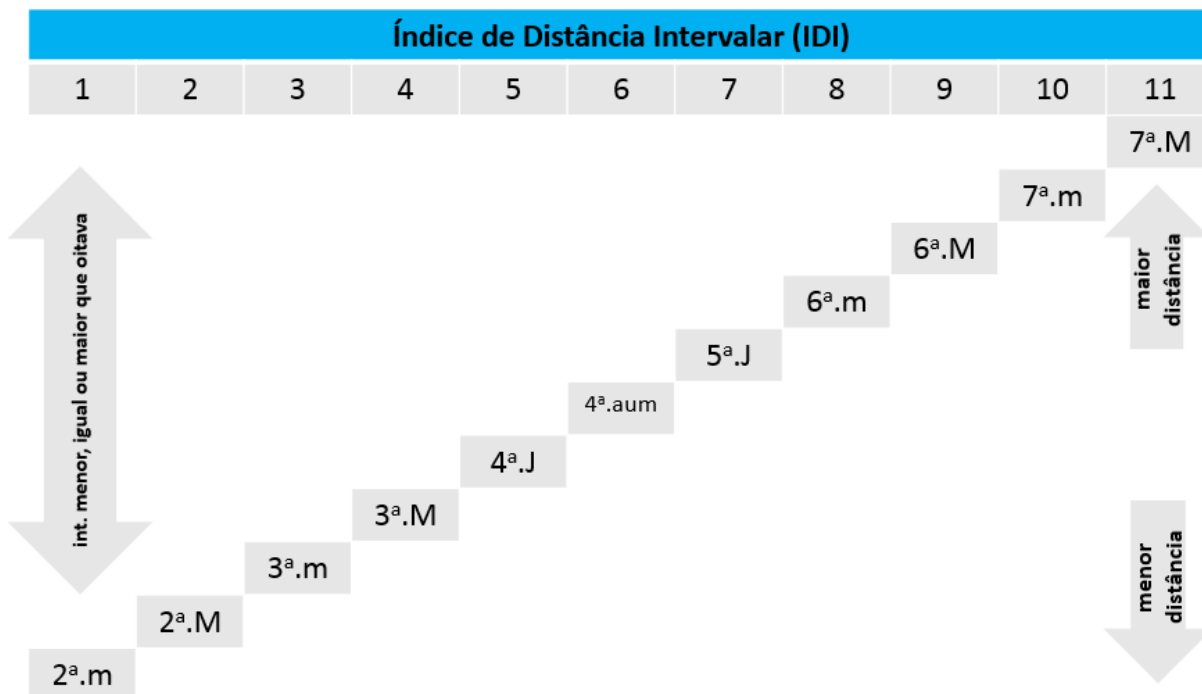 Índice de Distância Intervalar (IDI)
1 2 3 4 5 6 7 8 9 10 11
7ª.M
7ª.m
6ª.M
6ª.m
5ª.J
4ª.aum
4ª.J
3ª.M
3ª.m
2ª.M
2ª.m
int. menor, igual ou maior que oitava
maior
distância
menor
distância